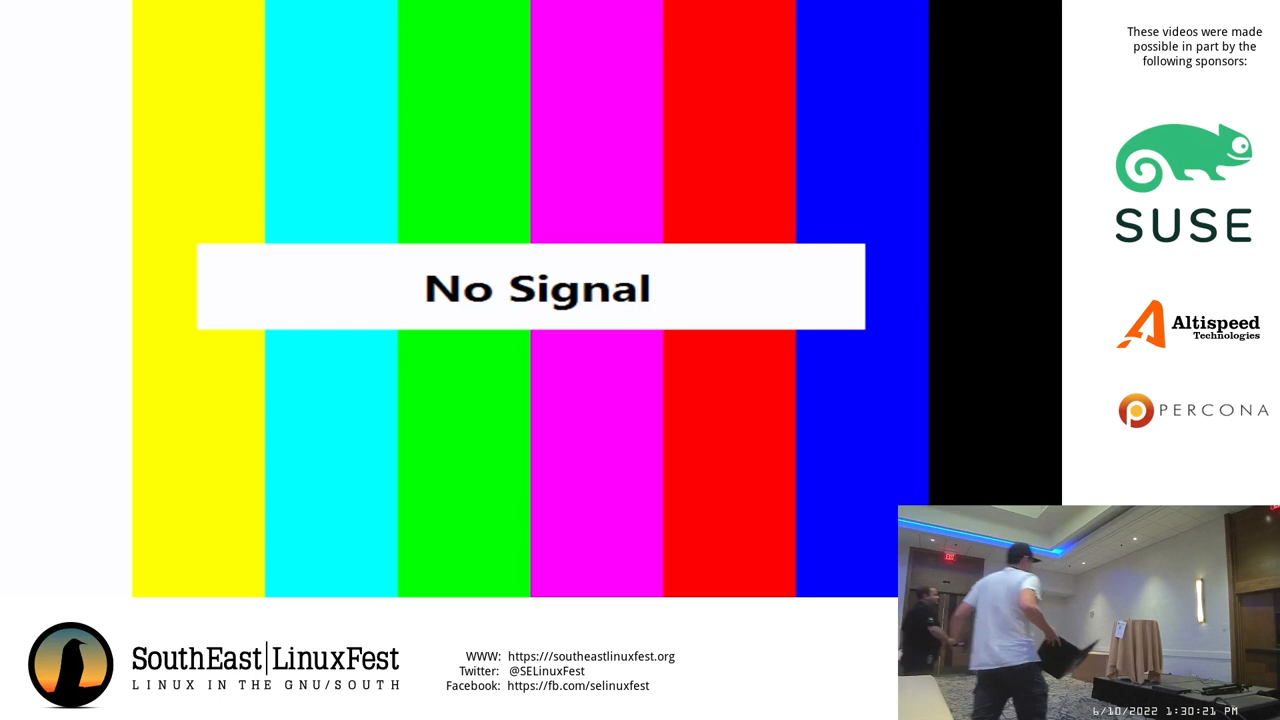 These videos were made
possible in part by the
following sponsors:
SUSE
No Signal
Altispeed
Technologies
PERCONA
SouthEast|LinuxFest
LINUX IN THE GNU/SOUTH
WWW: https:///southeastlinuxfest.org
Twitter: @SELinuxFest
Facebook: https://fb.com/selinuxfest
EXIT
6/10/2022 1:30:21 PM